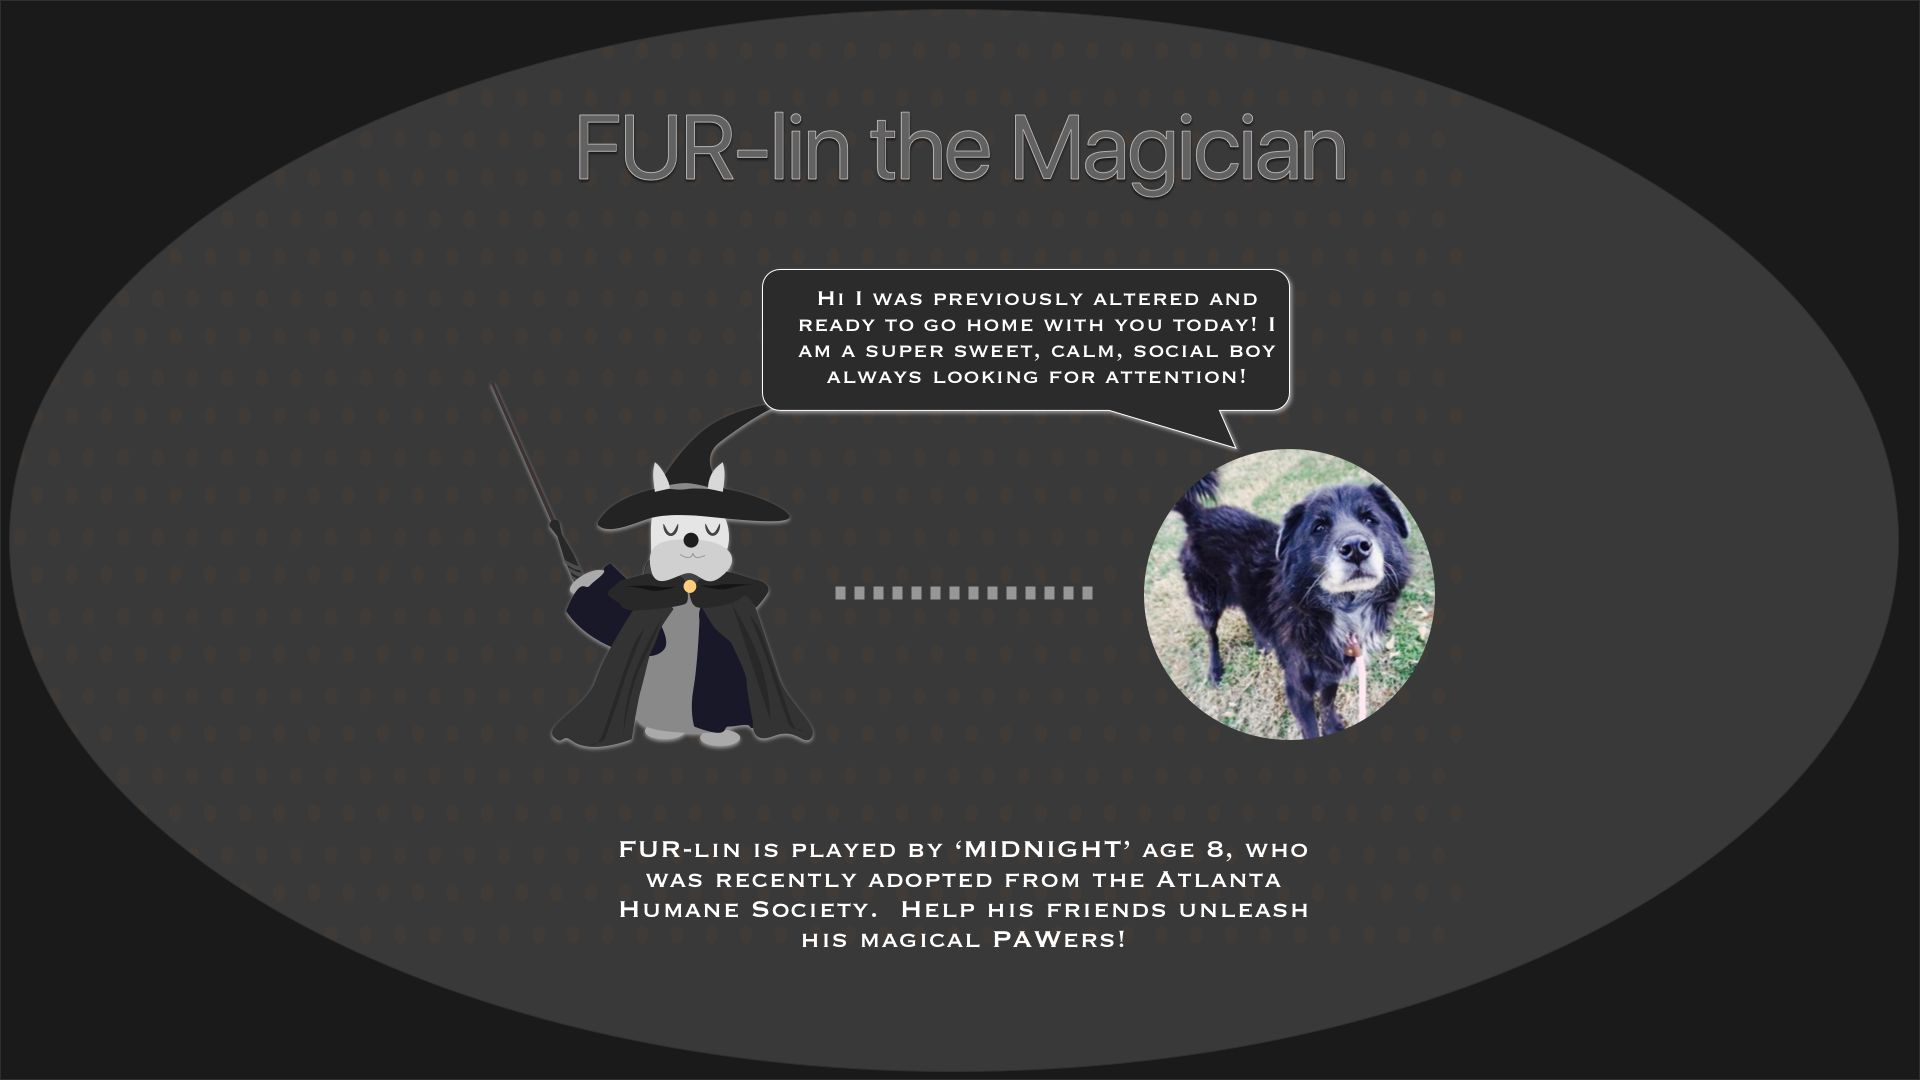 FUR-lin the Magician
Hi I was previously altered and
ready to go home with you today! I
am a super sweet, calm, social boy
always looking for attention!
FUR-lin is played by ‘MIDNIGHT’ age 8, who
was recently adopted from the Atlanta
Humane Society.  Help his friends unleash
his magical PAWers!